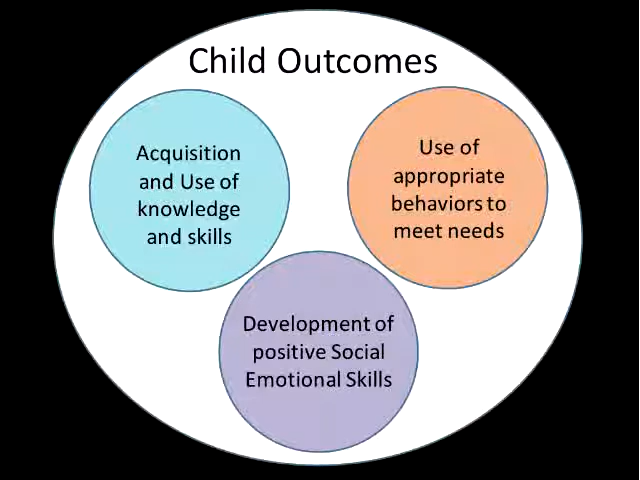 Child Outcomes
Acquisition
and Use of
knowledge
and skills
Use of
appropriate
behaviors to
meet needs
Development of
positive Social
Emotional Skills